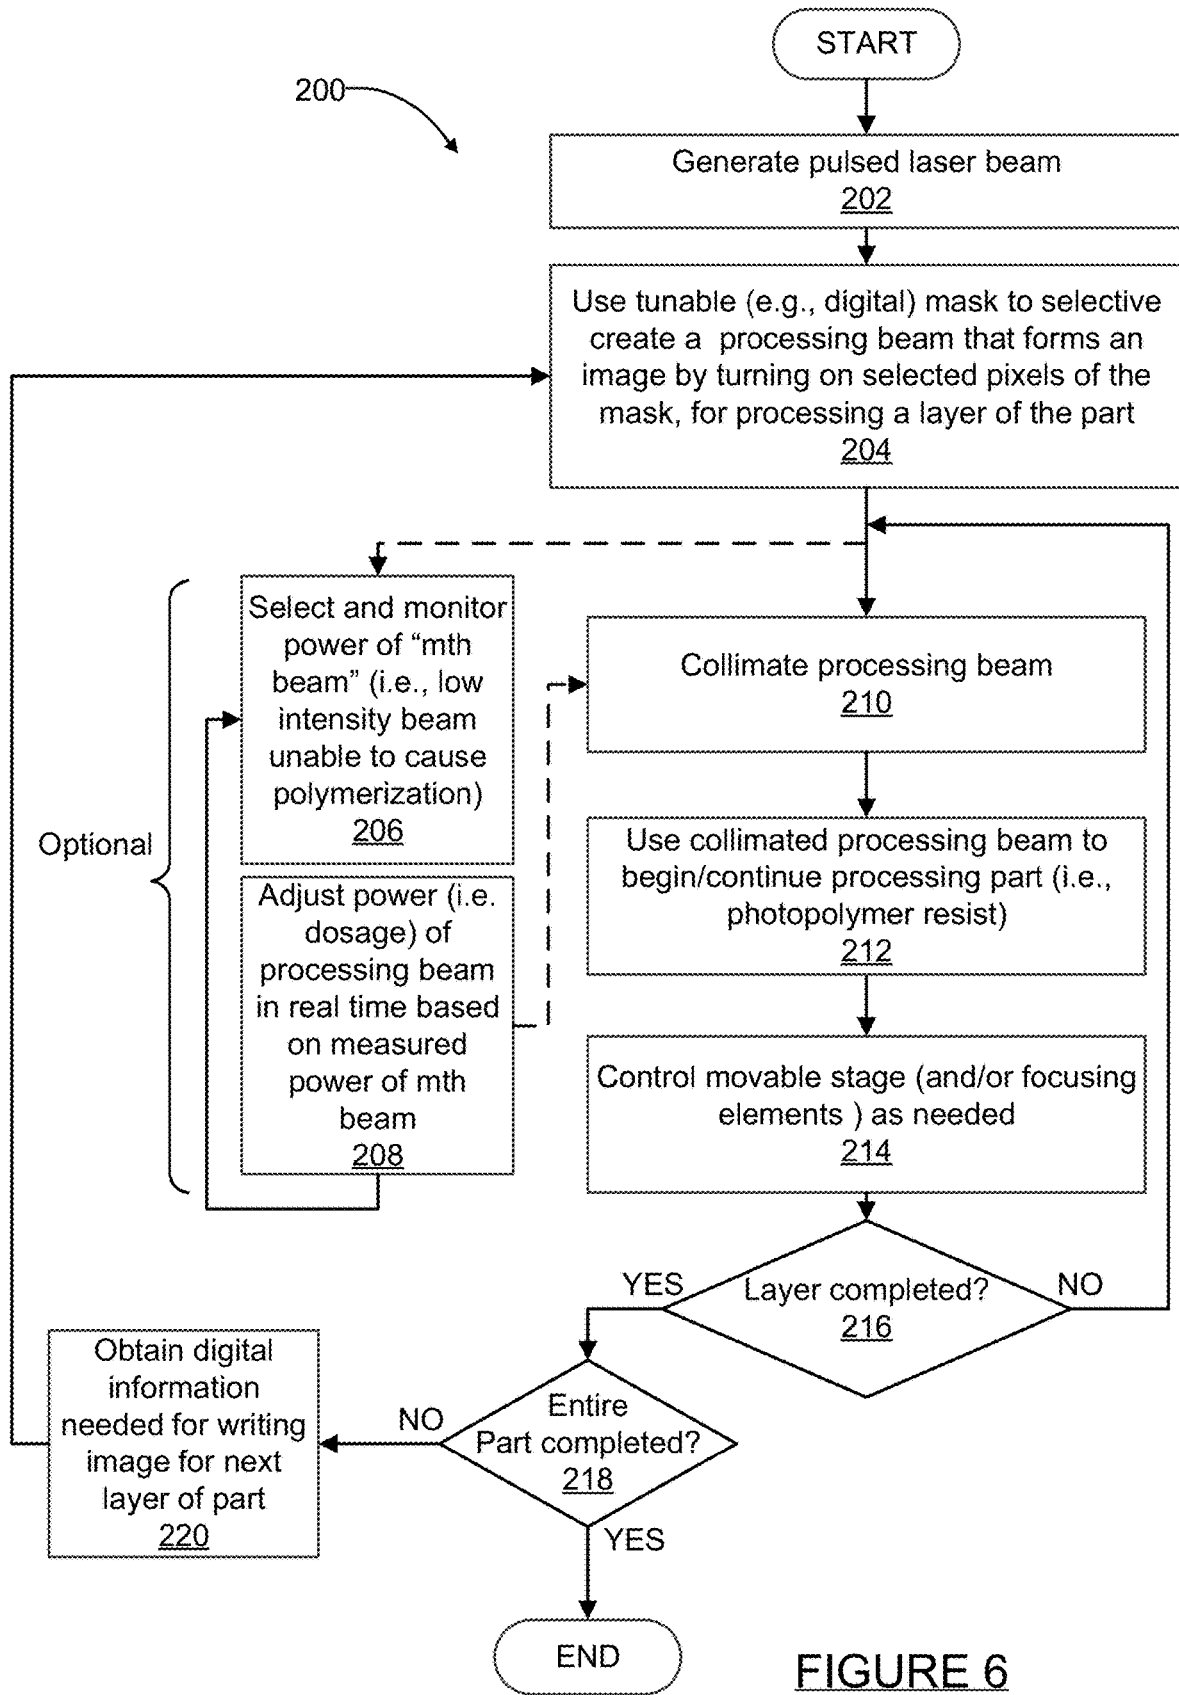 START
200
Generate pulsed laser beam
202
Use tunable (e.g., digital) mask to selective
create a processing beam that forms an
image by turning on selected pixels of the
mask, for processing a layer of the part
204
Select and monitor
power of “mth
beam” (i.e., low
intensity beam
unable to cause
polymerization)
206
Collimate processing beam
210
Optional
Adjust power (i.e.
dosage) of
processing beam
in real time based
on measured
power of mth
beam
208
Use collimated processing beam to
begin/continue processing part (i.e.,
photopolymer resist)
212
Control movable stage (and/or focusing
elements ) as needed
214
YES
Layer completed?
216
NO
Obtain digital
information
needed for writing
image for next
layer of part
220
NO
Entire
Part completed?
218
YES
END
FIGURE 6